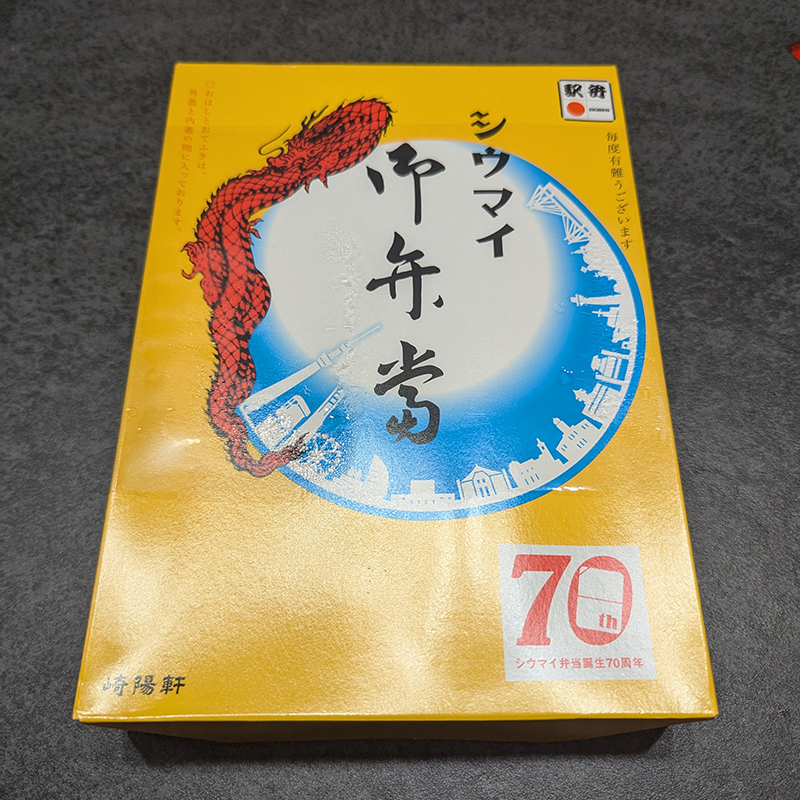 駅弁
EKIBEN
毎度有難うございます
シウマイ
御弁当
〇おはしとおてふきは、
外蓋と内蓋の間に入っております。
70th
シウマイ弁当誕生70周年
崎陽軒